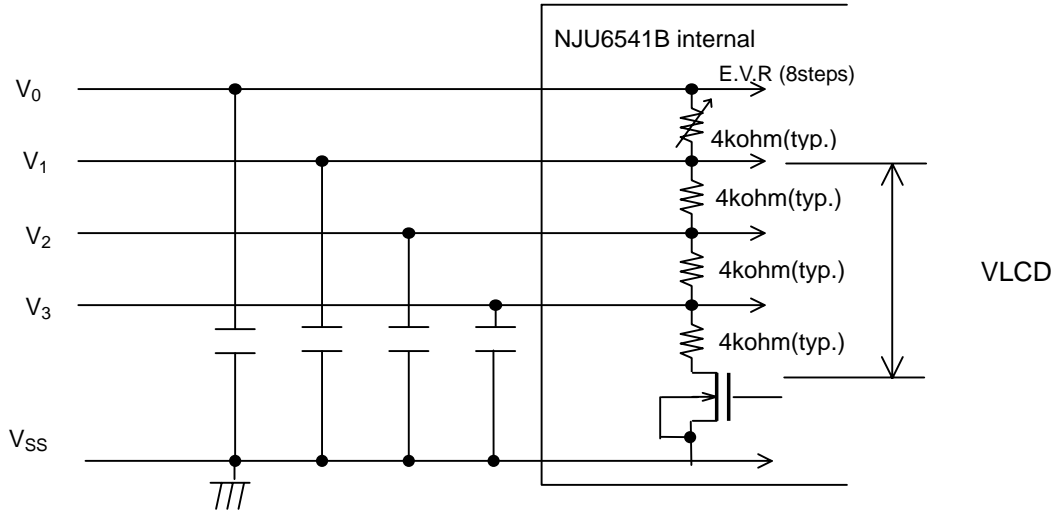 NJU6541B internal
E.V.R (8steps)
V0
4kohm(typ.)
V1
4kohm(typ.)
V2
4kohm(typ.)
VLCD
V3
4kohm(typ.)
VSS